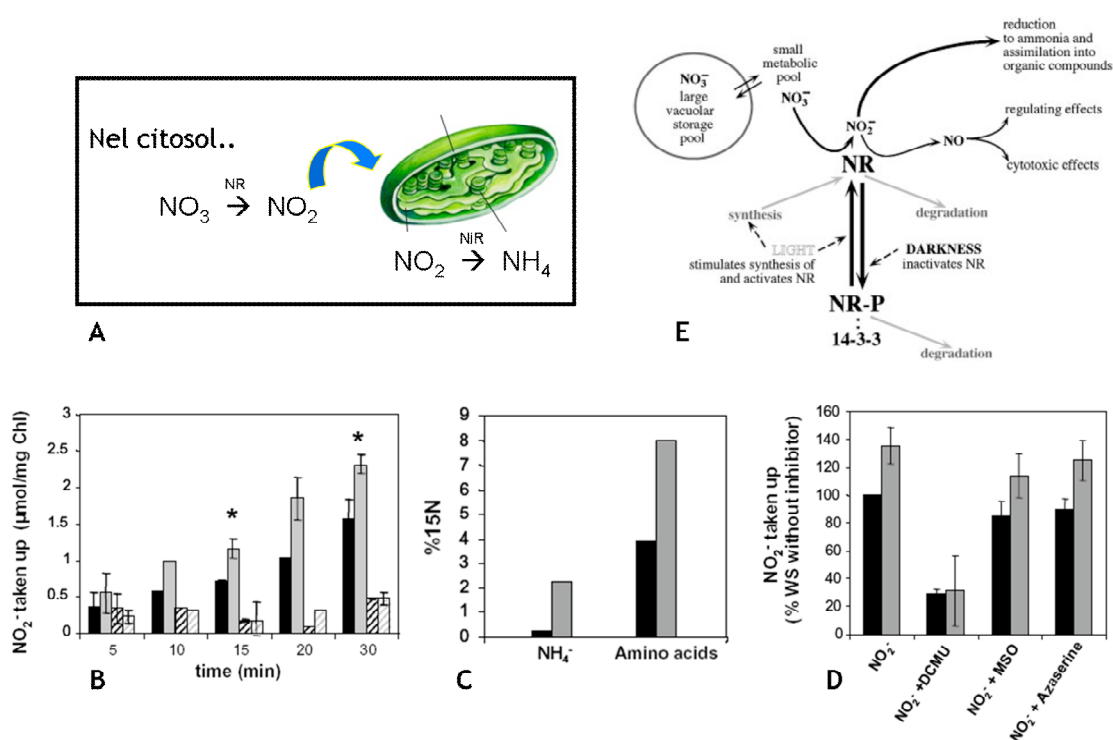 Nel citosol..
NR
NO3 → NO2
NiR
NO2 → NH4
A
NO3−
large
vacuolar
storage
pool
small
metabolic
pool
NO3−
NO2−
NR
reduction
to ammonia and
assimilation into
organic compounds
regulating effects
NO
cytotoxic effects
synthesis
degradation
LIGHT
stimulates synthesis of
and activates NR
DARKNESS
inactivates NR
NR-P
14-3-3
degradation
E
NO2- taken up (µmol/mg Chl)
3
2.5
2
1.5
1
0.5
0
*
*
5 10 15 20 30
time (min)
B
%15N
9
8
7
6
5
4
3
2
1
0
NH4- Amino acids
C
NO2- taken up
(% WS without inhibitor)
160
140
120
100
80
60
40
20
0
NO2-
NO2- +DCMU
NO2- + MSO
NO2- + Azaserine
D